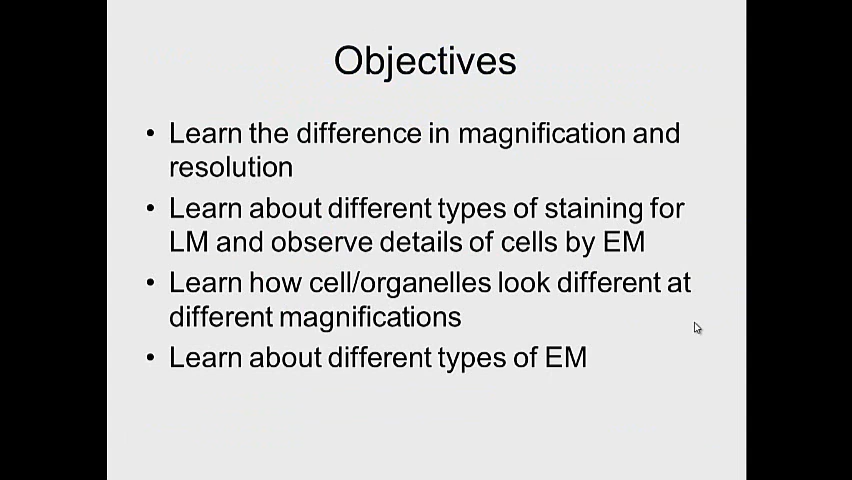 Objectives
• Learn the difference in magnification and
resolution
• Learn about different types of staining for
LM and observe details of cells by EM
• Learn how cell/organelles look different at
different magnifications
• Learn about different types of EM